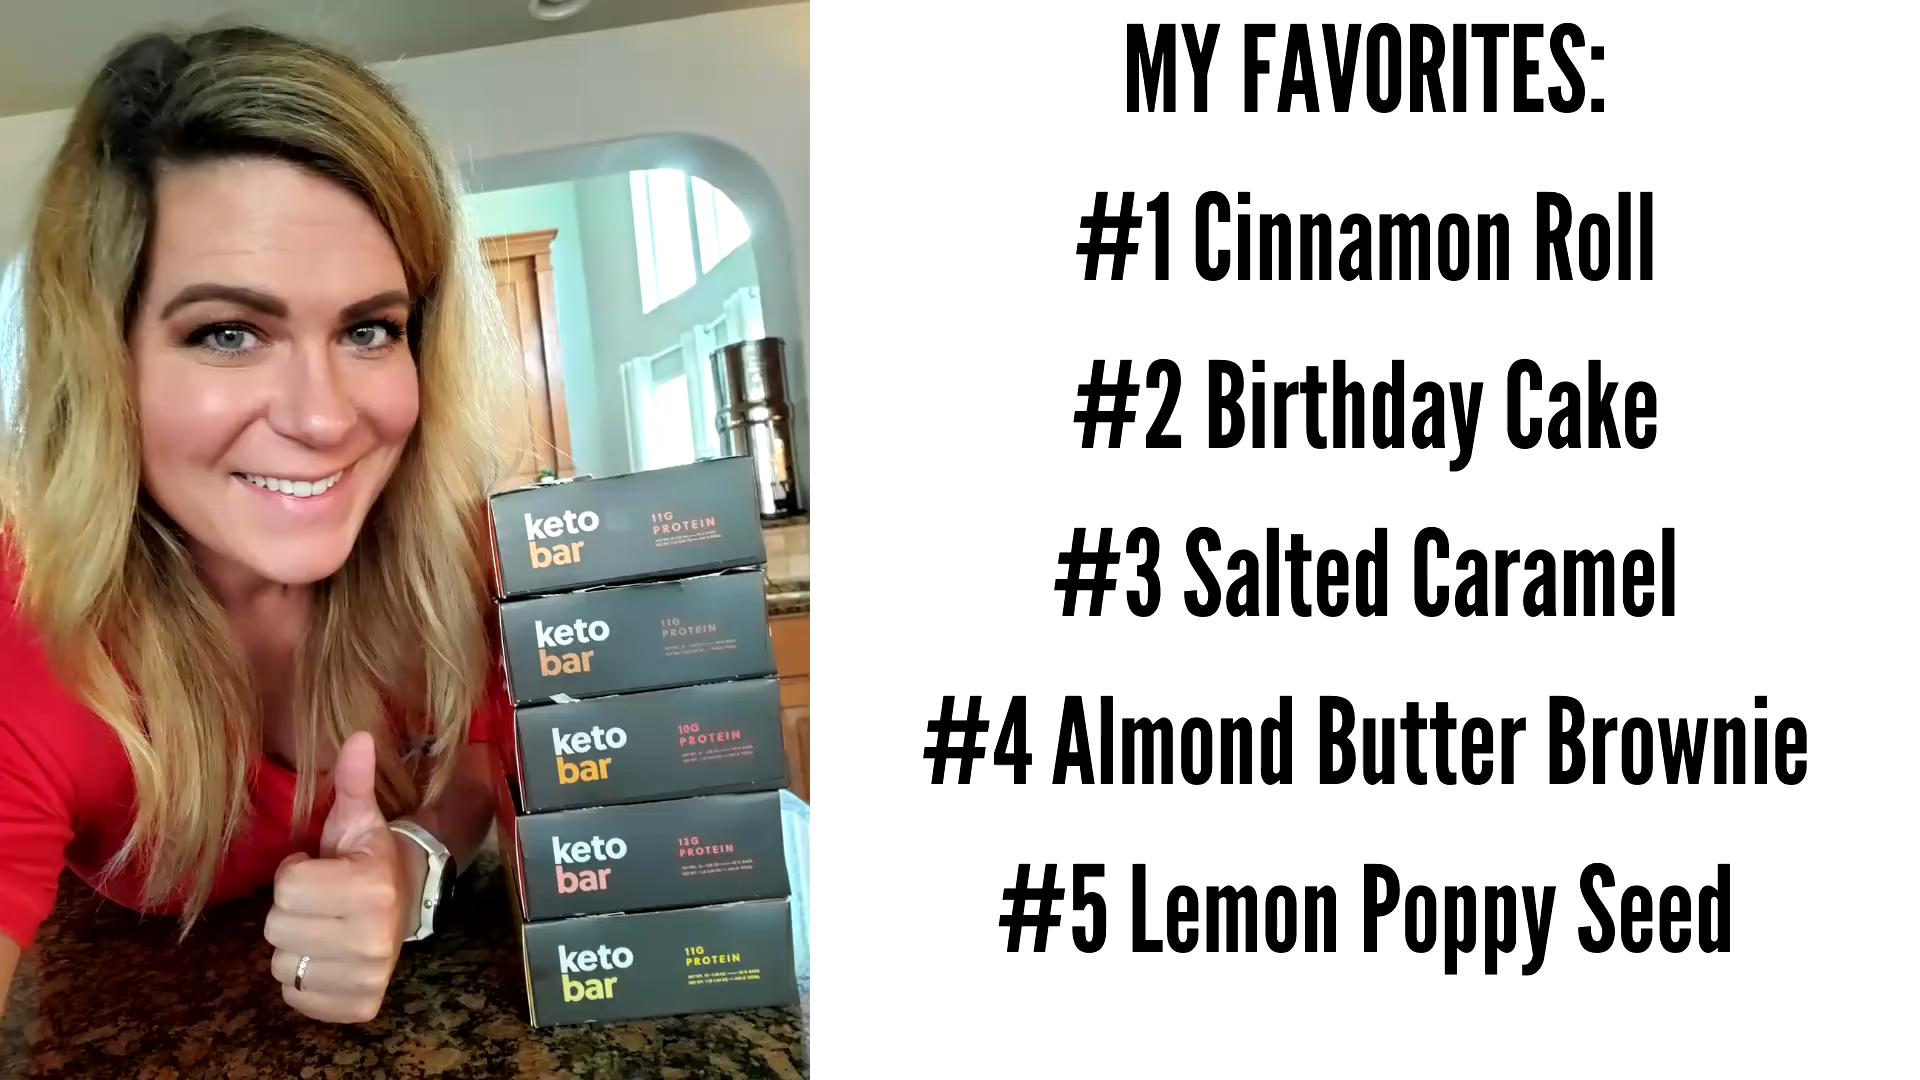 MY FAVORITES:
#1 Cinnamon Roll
#2 Birthday Cake
#3 Salted Caramel
#4 Almond Butter Brownie
#5 Lemon Poppy Seed
keto
bar
11G
PROTEIN
keto
bar
11G
PROTEIN
keto
bar
10G
PROTEIN
keto
bar
13G
PROTEIN
keto
bar
11G
PROTEIN